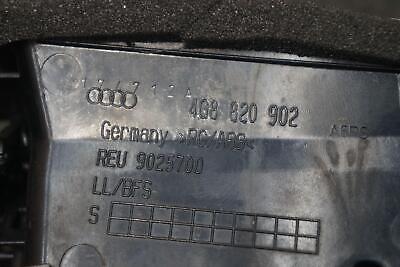 4G8 820 902
Germany >PC/ABS<
REU 9025700
LL/BFS
S